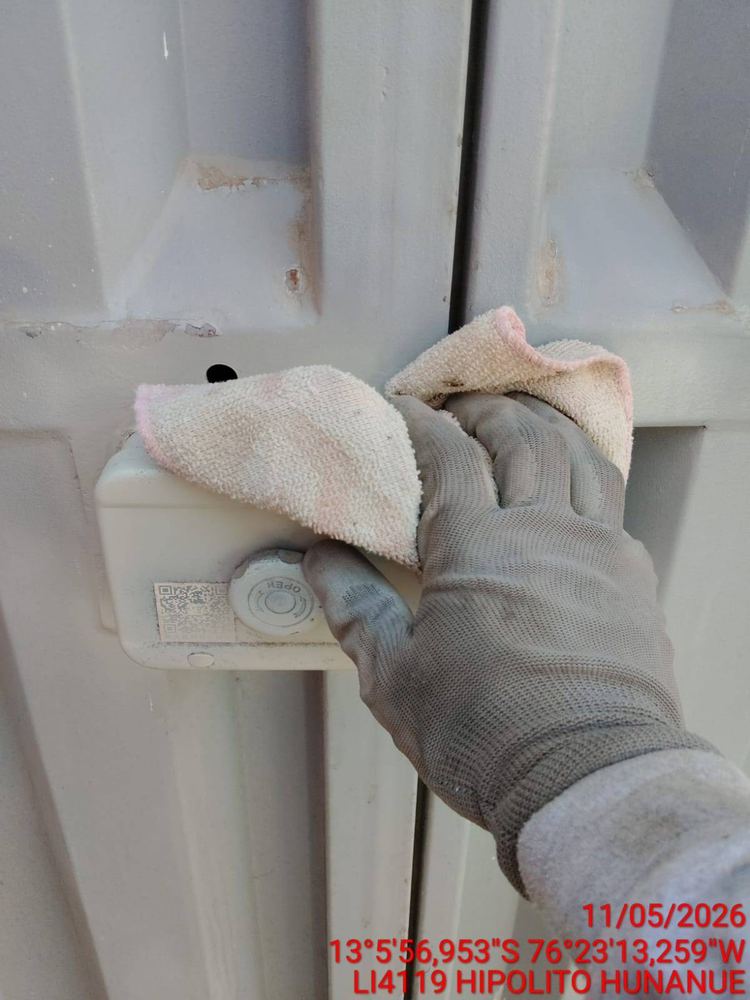 OPEN
11/05/2026
13°5'56,953"S 76°23'13,259"W
LI4119 HIPOLITO HUNANUE